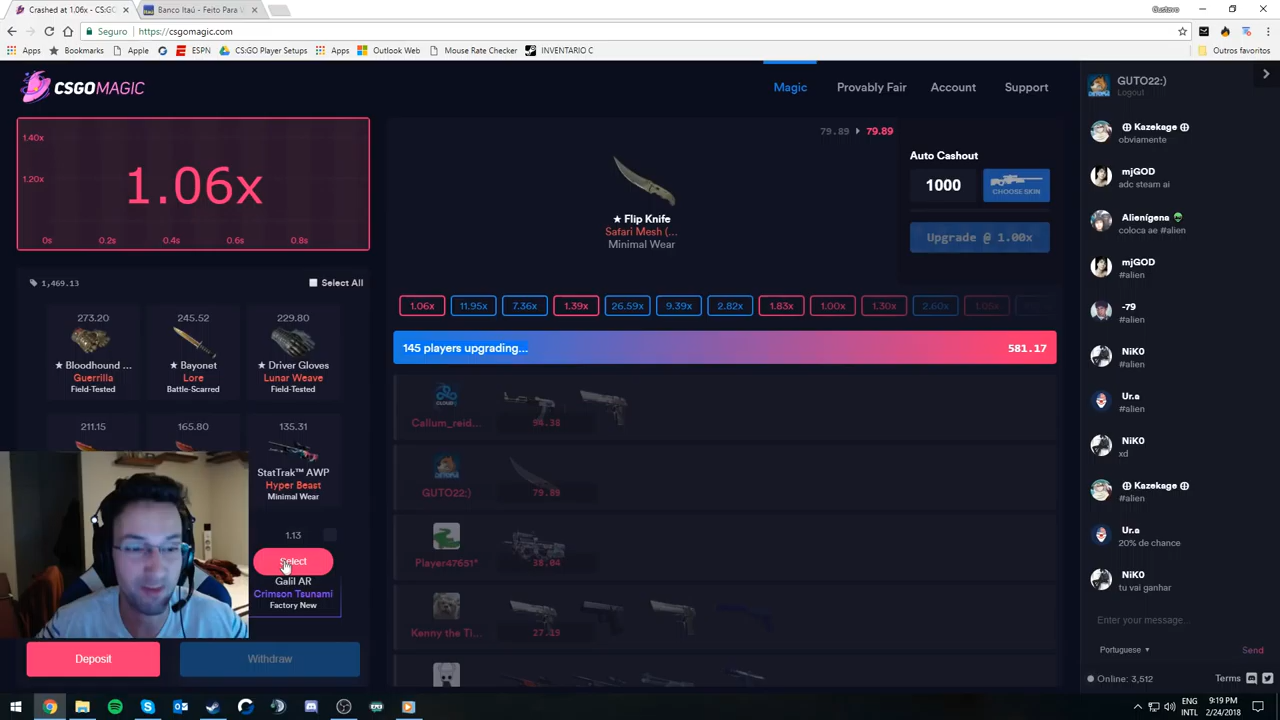 Crashed at 1.06x - CS:GO
Banco Itaú - Feito Para V
Gustavo
Seguro
https://csgomagic.com
Apps
Bookmarks
Apple
ESPN
CS:GO Player Setups
Apps
Outlook Web
Mouse Rate Checker
INVENTARIO C
Outros favoritos
CSGOMAGIC
Magic
Provably Fair
Account
Support
1.40x
1.20x
1.06x
0s
0.2s
0.4s
0.6s
0.8s
1,469.13
Select All
273.20
★ Bloodhound ...
Guerrilla
Field-Tested
245.52
★ Bayonet
Lore
Battle-Scarred
229.80
★ Driver Gloves
Lunar Weave
Field-Tested
211.15
165.80
135.31
StatTrak™ AWP
Hyper Beast
Minimal Wear
1.13
Select
Galil AR
Crimson Tsunami
Factory New
Deposit
Withdraw
79.89
79.89
★ Flip Knife
Safari Mesh (...
Minimal Wear
Auto Cashout
1000
CHOOSE SKIN
Upgrade @ 1.00x
1.06x
11.95x
7.36x
1.39x
26.59x
9.39x
2.82x
1.83x
1.00x
1.30x
2.60x
1.05x
145 players upgrading...
581.17
Callum_reid...
94.38
GUTO22:)
79.89
Player47651*
38.04
Kenny the Ti...
27.19
GUTO22:)
Logout
Kazekage
obviamente
mjGOD
adc steam ai
Alienígena
coloca ae #alien
mjGOD
#alien
-79
#alien
NiK0
#alien
Ur.a
#alien
NiK0
xd
Kazekage
#alien
Ur.a
20% de chance
NiK0
tu vai ganhar
Enter your message...
Portuguese
Send
Online: 3,512
Terms
ENG
INTL
9:19 PM
2/24/2018